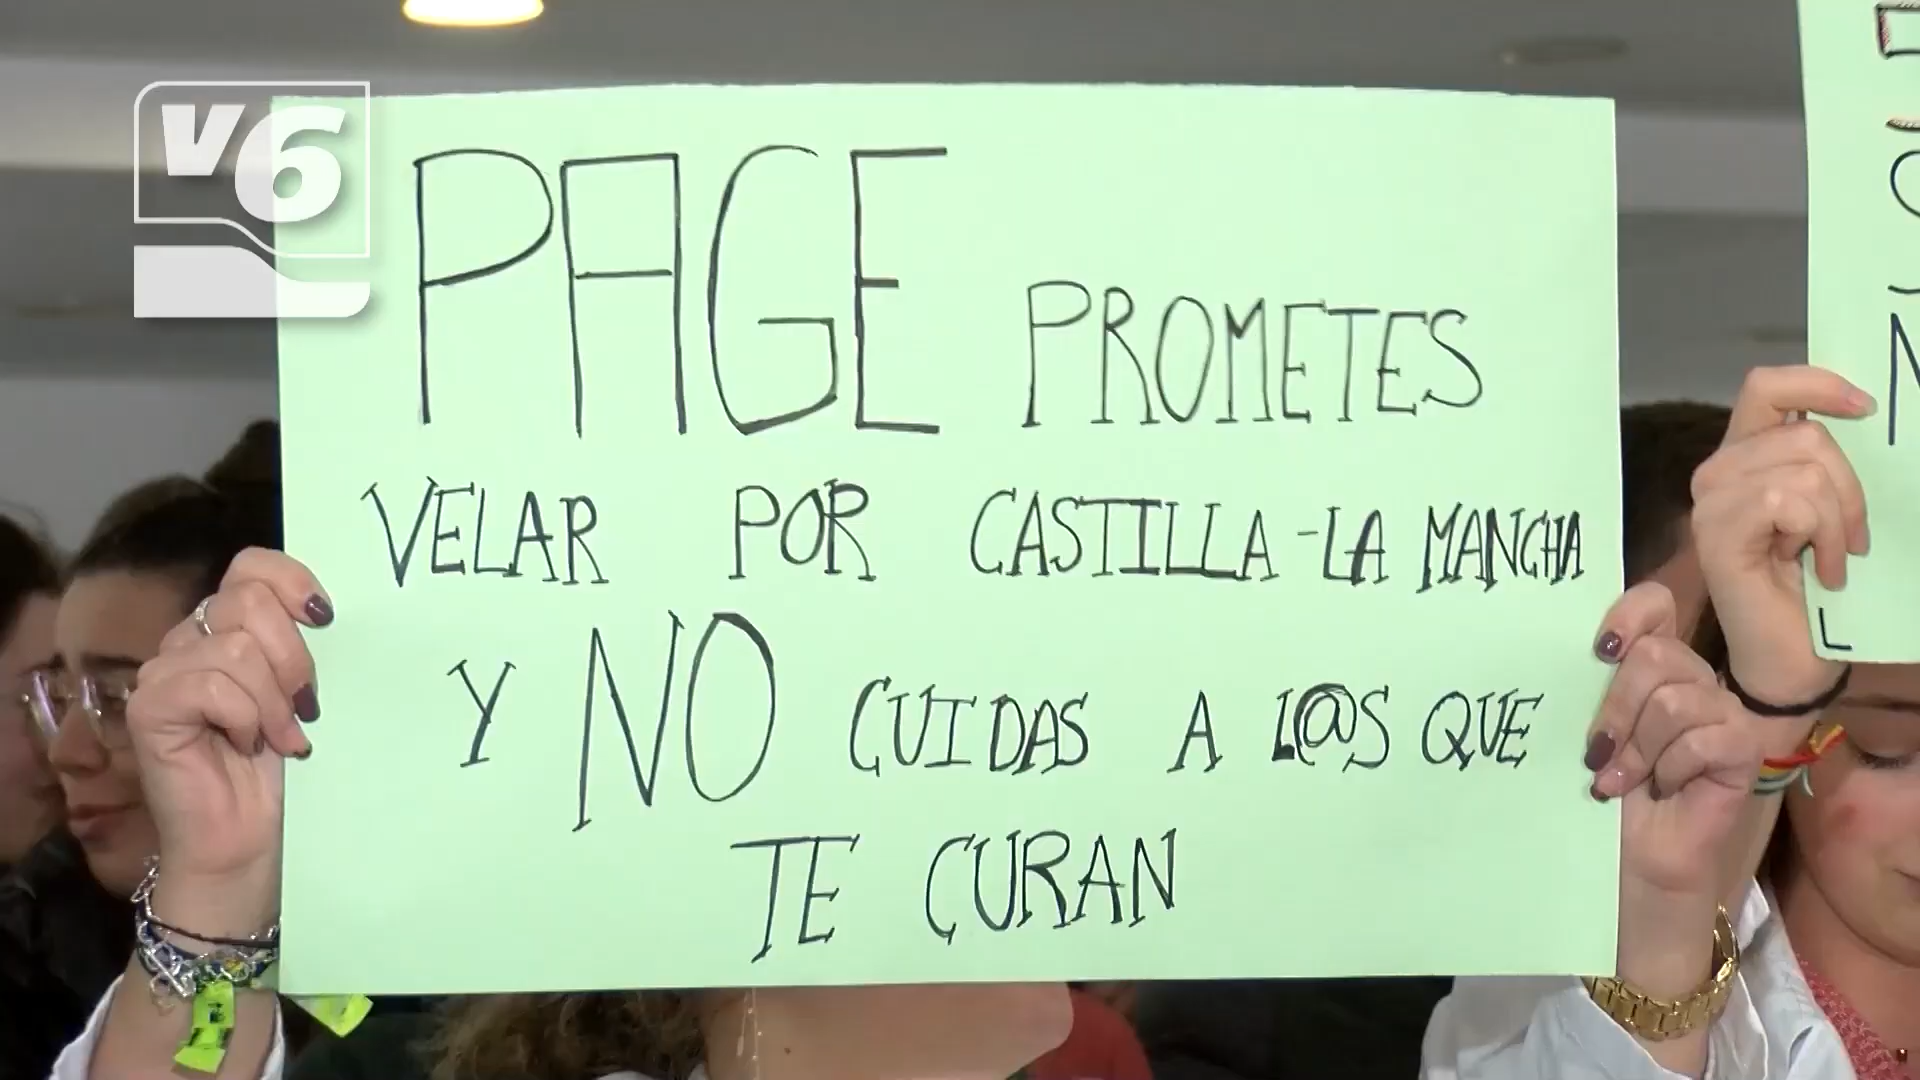 V6
PAGE PROMETES
VELAR POR CASTILLA-LA MANCHA
Y NO CUIDAS A L@S QUE
TE CURAN